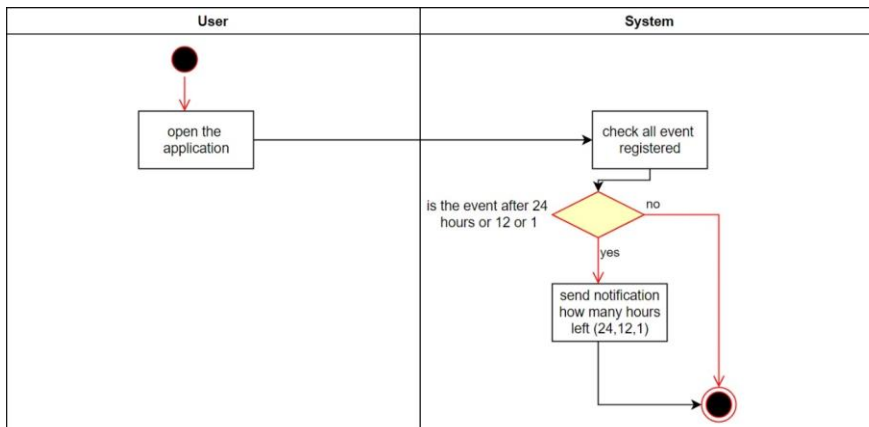 User
System
open the
application
check all event
registered
is the event after 24
hours or 12 or 1
no
yes
send notification
how many hours
left (24,12,1)